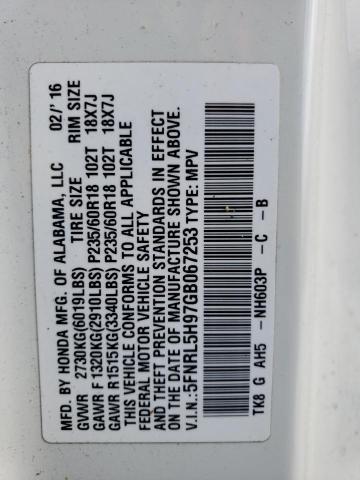 MFD. BY HONDA MFG. OF ALABAMA, LLC 02/'16
GVWR 2730KG(6019LBS) TIRE SIZE RIM SIZE
GAWR F 1320KG(2910LBS) P235/60R18 102T 18X7J
GAWR R1515KG(3340LBS) P235/60R18 102T 18X7J
THIS VEHICLE CONFORMS TO ALL APPLICABLE
FEDERAL MOTOR VEHICLE SAFETY
AND THEFT PREVENTION STANDARDS IN EFFECT
ON THE DATE OF MANUFACTURE SHOWN ABOVE.
V.I.N.:5FNRL5H97GB067253 TYPE: MPV
TK8 G AH5 - NH603P - C - B